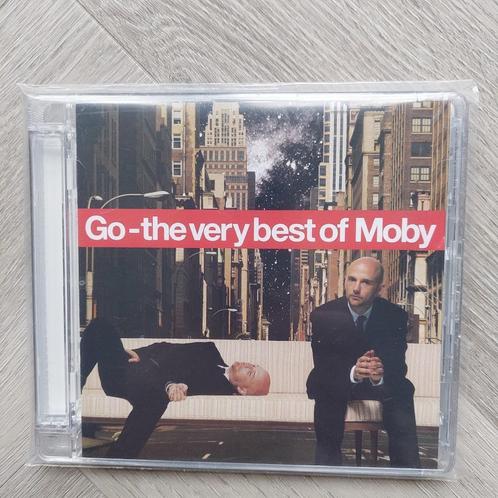 Go - the very best of Moby